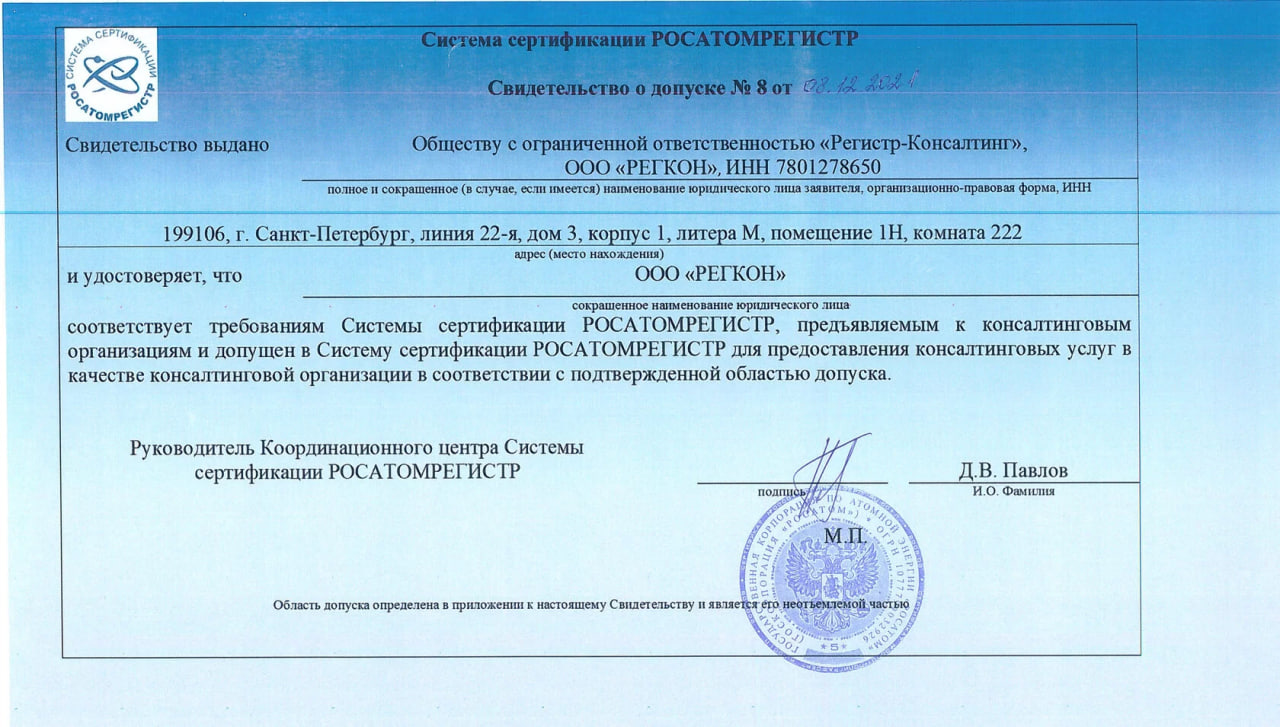 СИСТЕМА СЕРТИФИКАЦИИ
РОСАТОМРЕГИСТР
Система сертификации РОСАТОМРЕГИСТР
Свидетельство о допуске № 8 от 08.12.2021
Свидетельство выдано Обществу с ограниченной ответственностью «Регистр-Консалтинг»,
ООО «РЕГКОН», ИНН 7801278650
полное и сокращенное (в случае, если имеется) наименование юридического лица заявителя, организационно-правовая форма, ИНН
199106, г. Санкт-Петербург, линия 22-я, дом 3, корпус 1, литера М, помещение 1Н, комната 222
адрес (место нахождения)
и удостоверяет, что ООО «РЕГКОН»
сокращенное наименование юридического лица
соответствует требованиям Системы сертификации РОСАТОМРЕГИСТР, предъявляемым к консалтинговым
организациям и допущен в Систему сертификации РОСАТОМРЕГИСТР для предоставления консалтинговых услуг в
качестве консалтинговой организации в соответствии с подтвержденной областью допуска.
Руководитель Координационного центра Системы
сертификации РОСАТОМРЕГИСТР
Д.В. Павлов
подпись
И.О. Фамилия
ГОСУДАРСТВЕННАЯ КОРПОРАЦИЯ ПО АТОМНОЙ ЭНЕРГИИ «РОСАТОМ»
(ГОСКОРПОРАЦИЯ «РОСАТОМ») * ОГРН
М.П.
*5*
Область допуска определена в приложении к настоящему Свидетельству и является его неотъемлемой частью